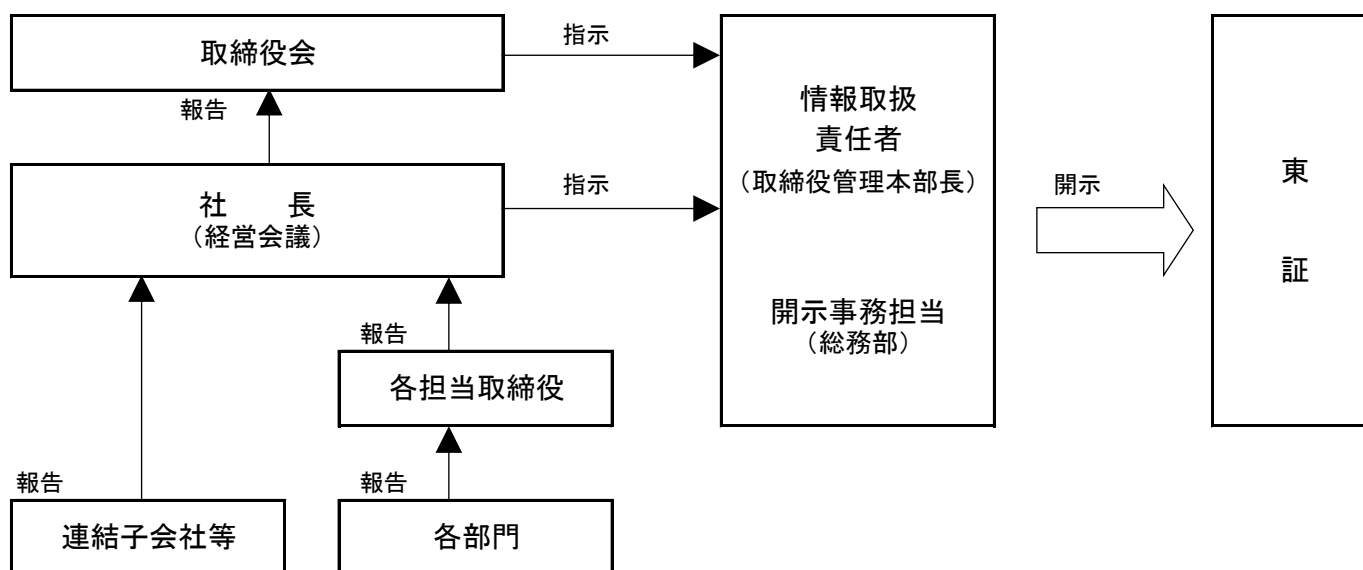 取締役会
指示
報告
情報取扱
責任者
（取締役管理本部長）
社　　長
（経営会議）
指示
開示
東
証
開示事務担当
（総務部）
報告
各担当取締役
報告
報告
連結子会社等
各部門